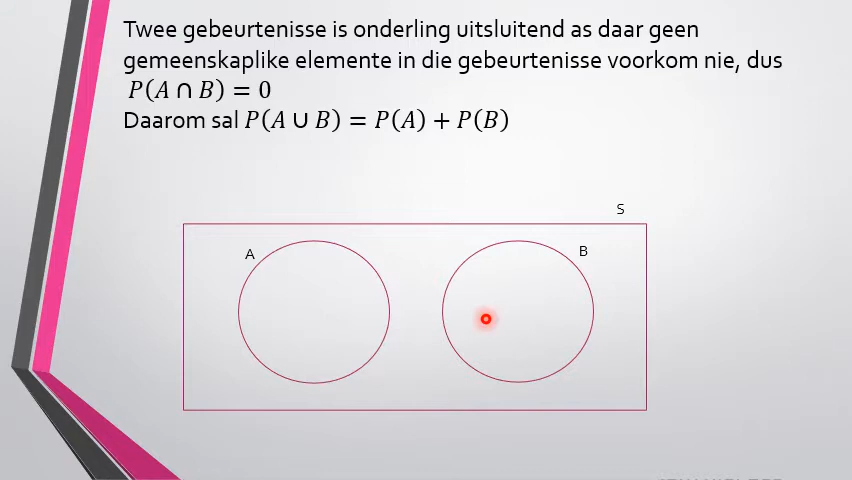 Twee gebeurtenisse is onderling uitsluitend as daar geen
gemeenskaplike elemente in die gebeurtenisse voorkom nie, dus
P(A ∩ B) = 0
Daarom sal P(A ∪ B) = P(A) + P(B)
S
A
B